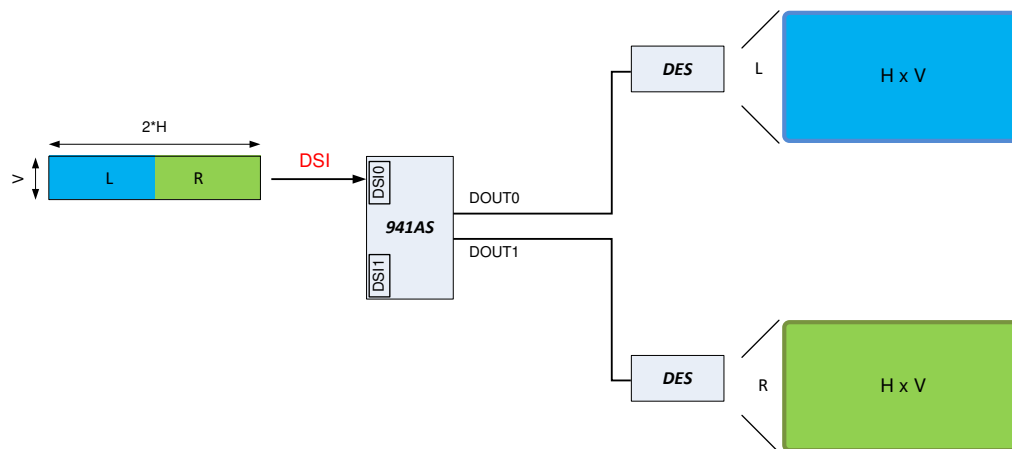 2*H
V
L
R
DSI
DSI0
941AS
DSI1
DOUT0
DOUT1
DES
L
H x V
DES
R
H x V